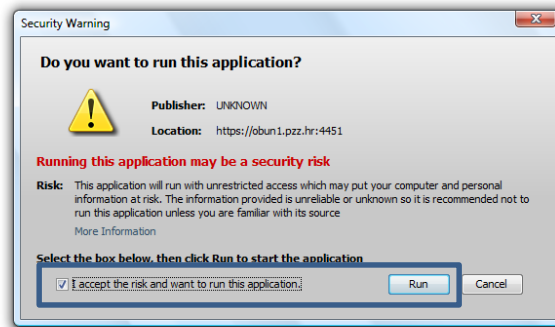 Security Warning
Do you want to run this application?
Publisher: UNKNOWN
Location: https://obun1.pzz.hr:4451
Running this application may be a security risk
Risk: This application will run with unrestricted access which may put your computer and personal
information at risk. The information provided is unreliable or unknown so it is recommended not to
run this application unless you are familiar with its source
More Information
Select the box below, then click Run to start the application
I accept the risk and want to run this application.
Run
Cancel